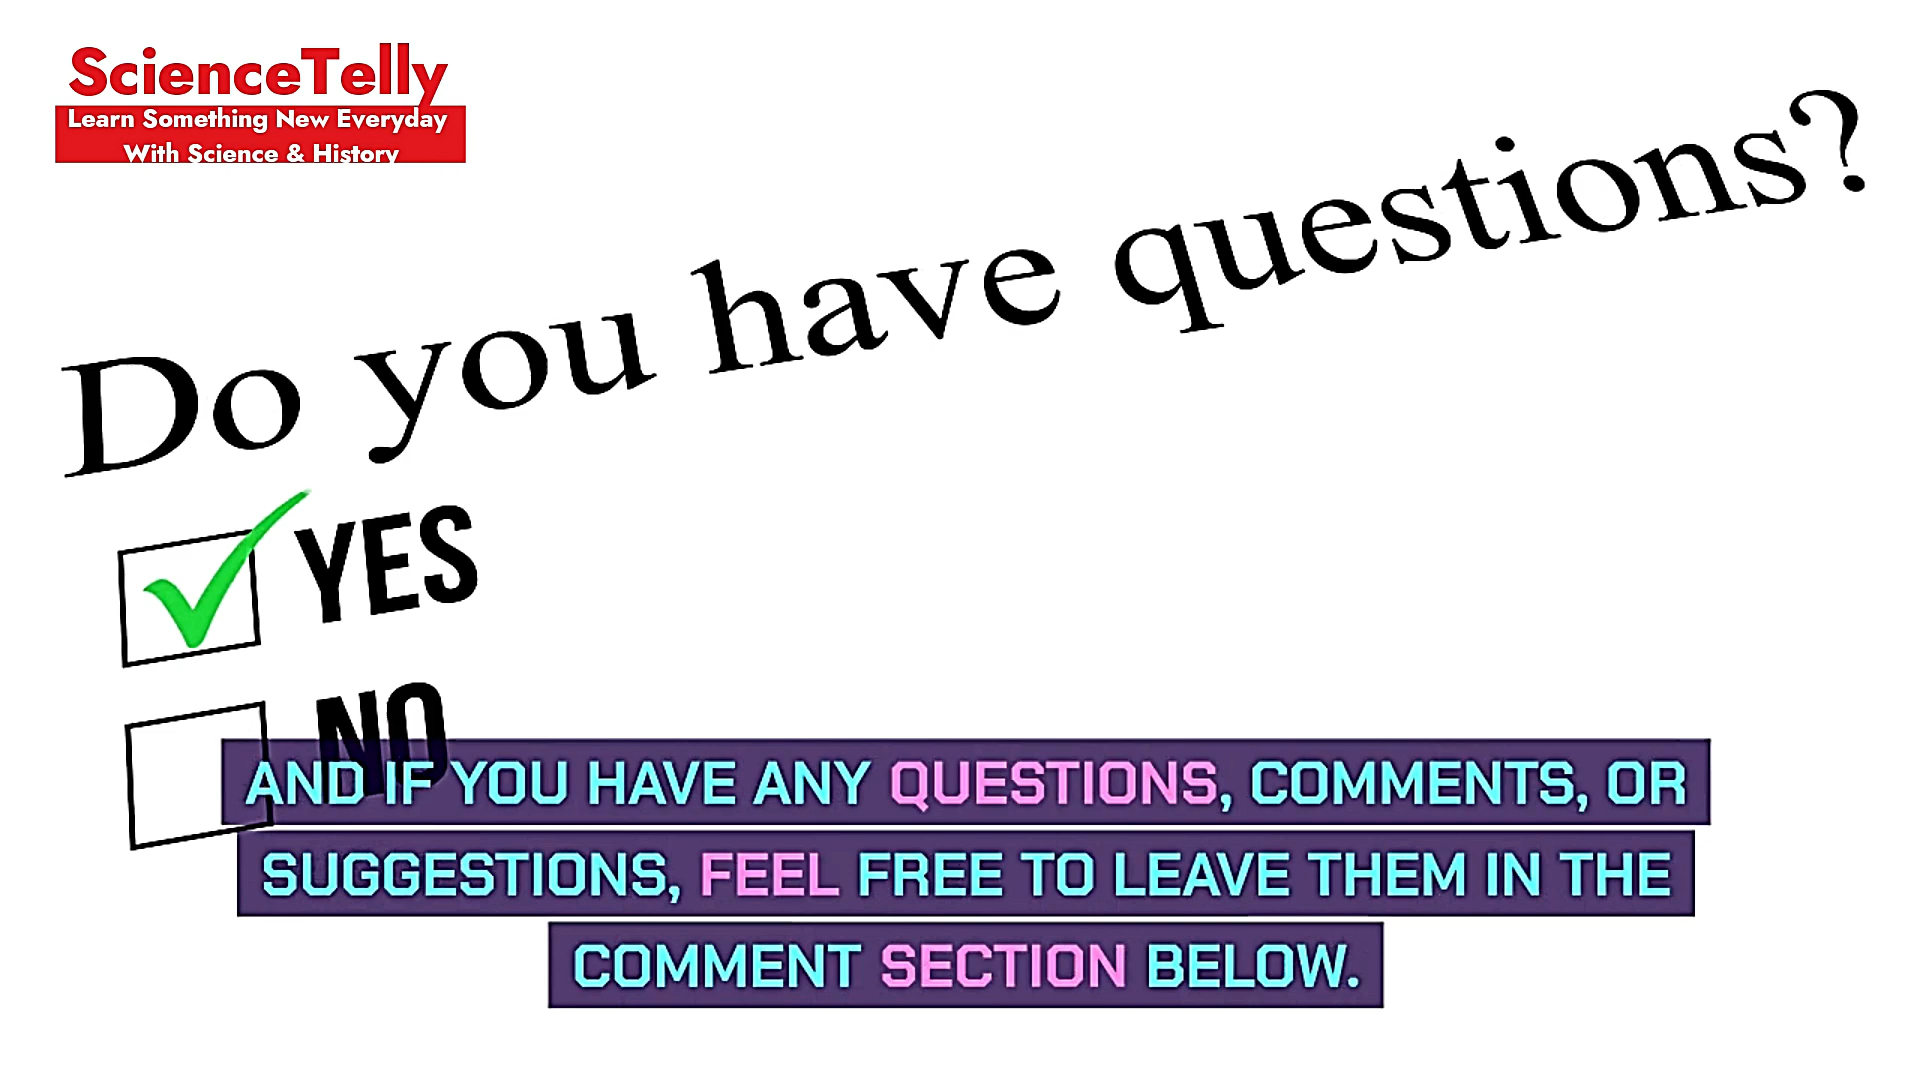 ScienceTelly
Learn Something New Everyday
With Science & History
Do you have questions?
YES
NO
AND IF YOU HAVE ANY QUESTIONS, COMMENTS, OR
SUGGESTIONS, FEEL FREE TO LEAVE THEM IN THE
COMMENT SECTION BELOW.